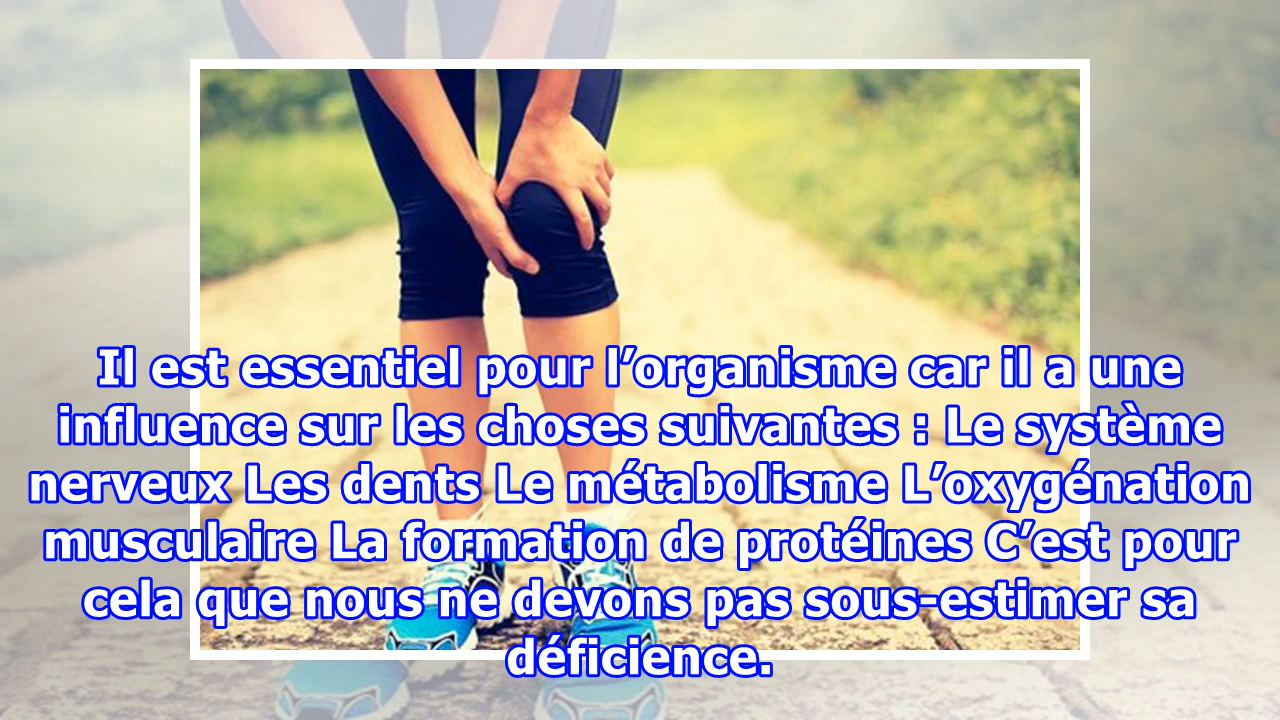 Il est essentiel pour l’organisme car il a une
influence sur les choses suivantes : Le système
nerveux Les dents Le métabolisme L’oxygénation
musculaire La formation de protéines C’est pour
cela que nous ne devons pas sous-estimer sa
déficience.